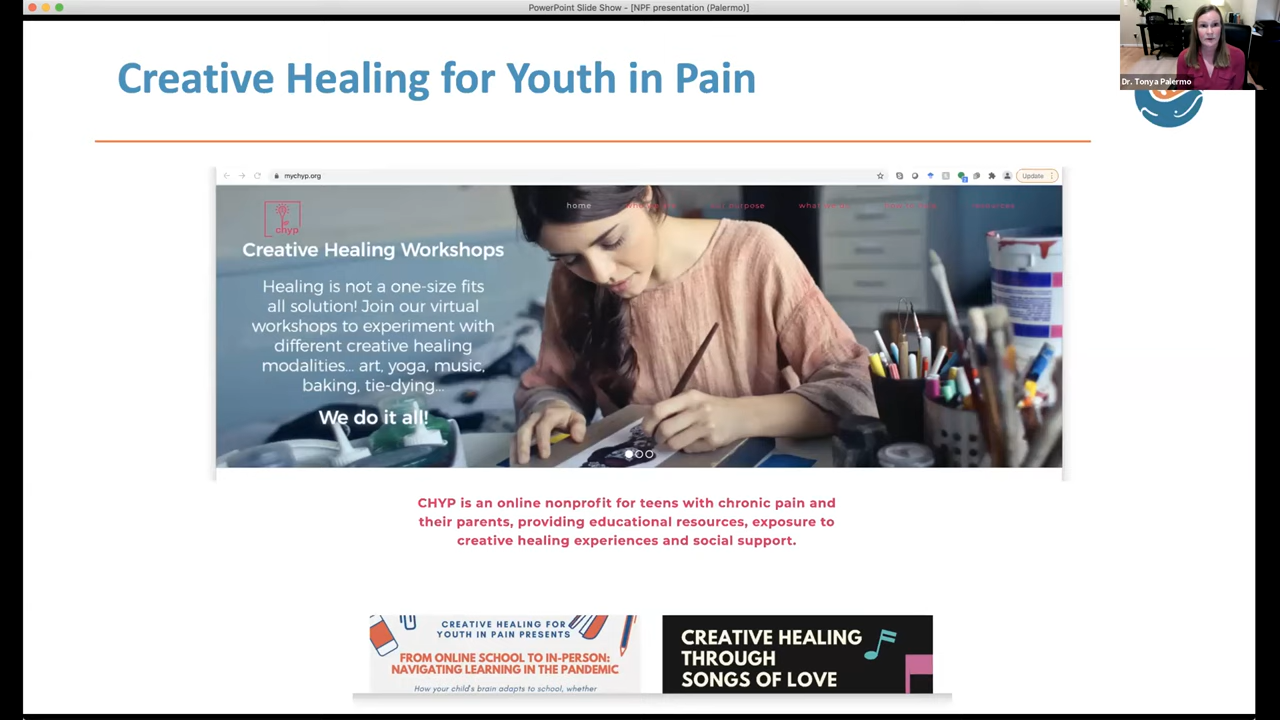 PowerPoint Slide Show - [NPF presentation (Palermo)]
Dr. Tonya Palermo
Creative Healing for Youth in Pain
mychyp.org
Update
chyp
home
Creative Healing Workshops
Healing is not a one-size fits
all solution! Join our virtual
workshops to experiment with
different creative healing
modalities... art, yoga, music,
baking, tie-dying...
We do it all!
CHYP is an online nonprofit for teens with chronic pain and
their parents, providing educational resources, exposure to
creative healing experiences and social support.
CREATIVE HEALING FOR
YOUTH IN PAIN PRESENTS
FROM ONLINE SCHOOL TO IN-PERSON:
NAVIGATING LEARNING IN THE PANDEMIC
How your child's brain adapts to school, whether
CREATIVE HEALING
THROUGH
SONGS OF LOVE